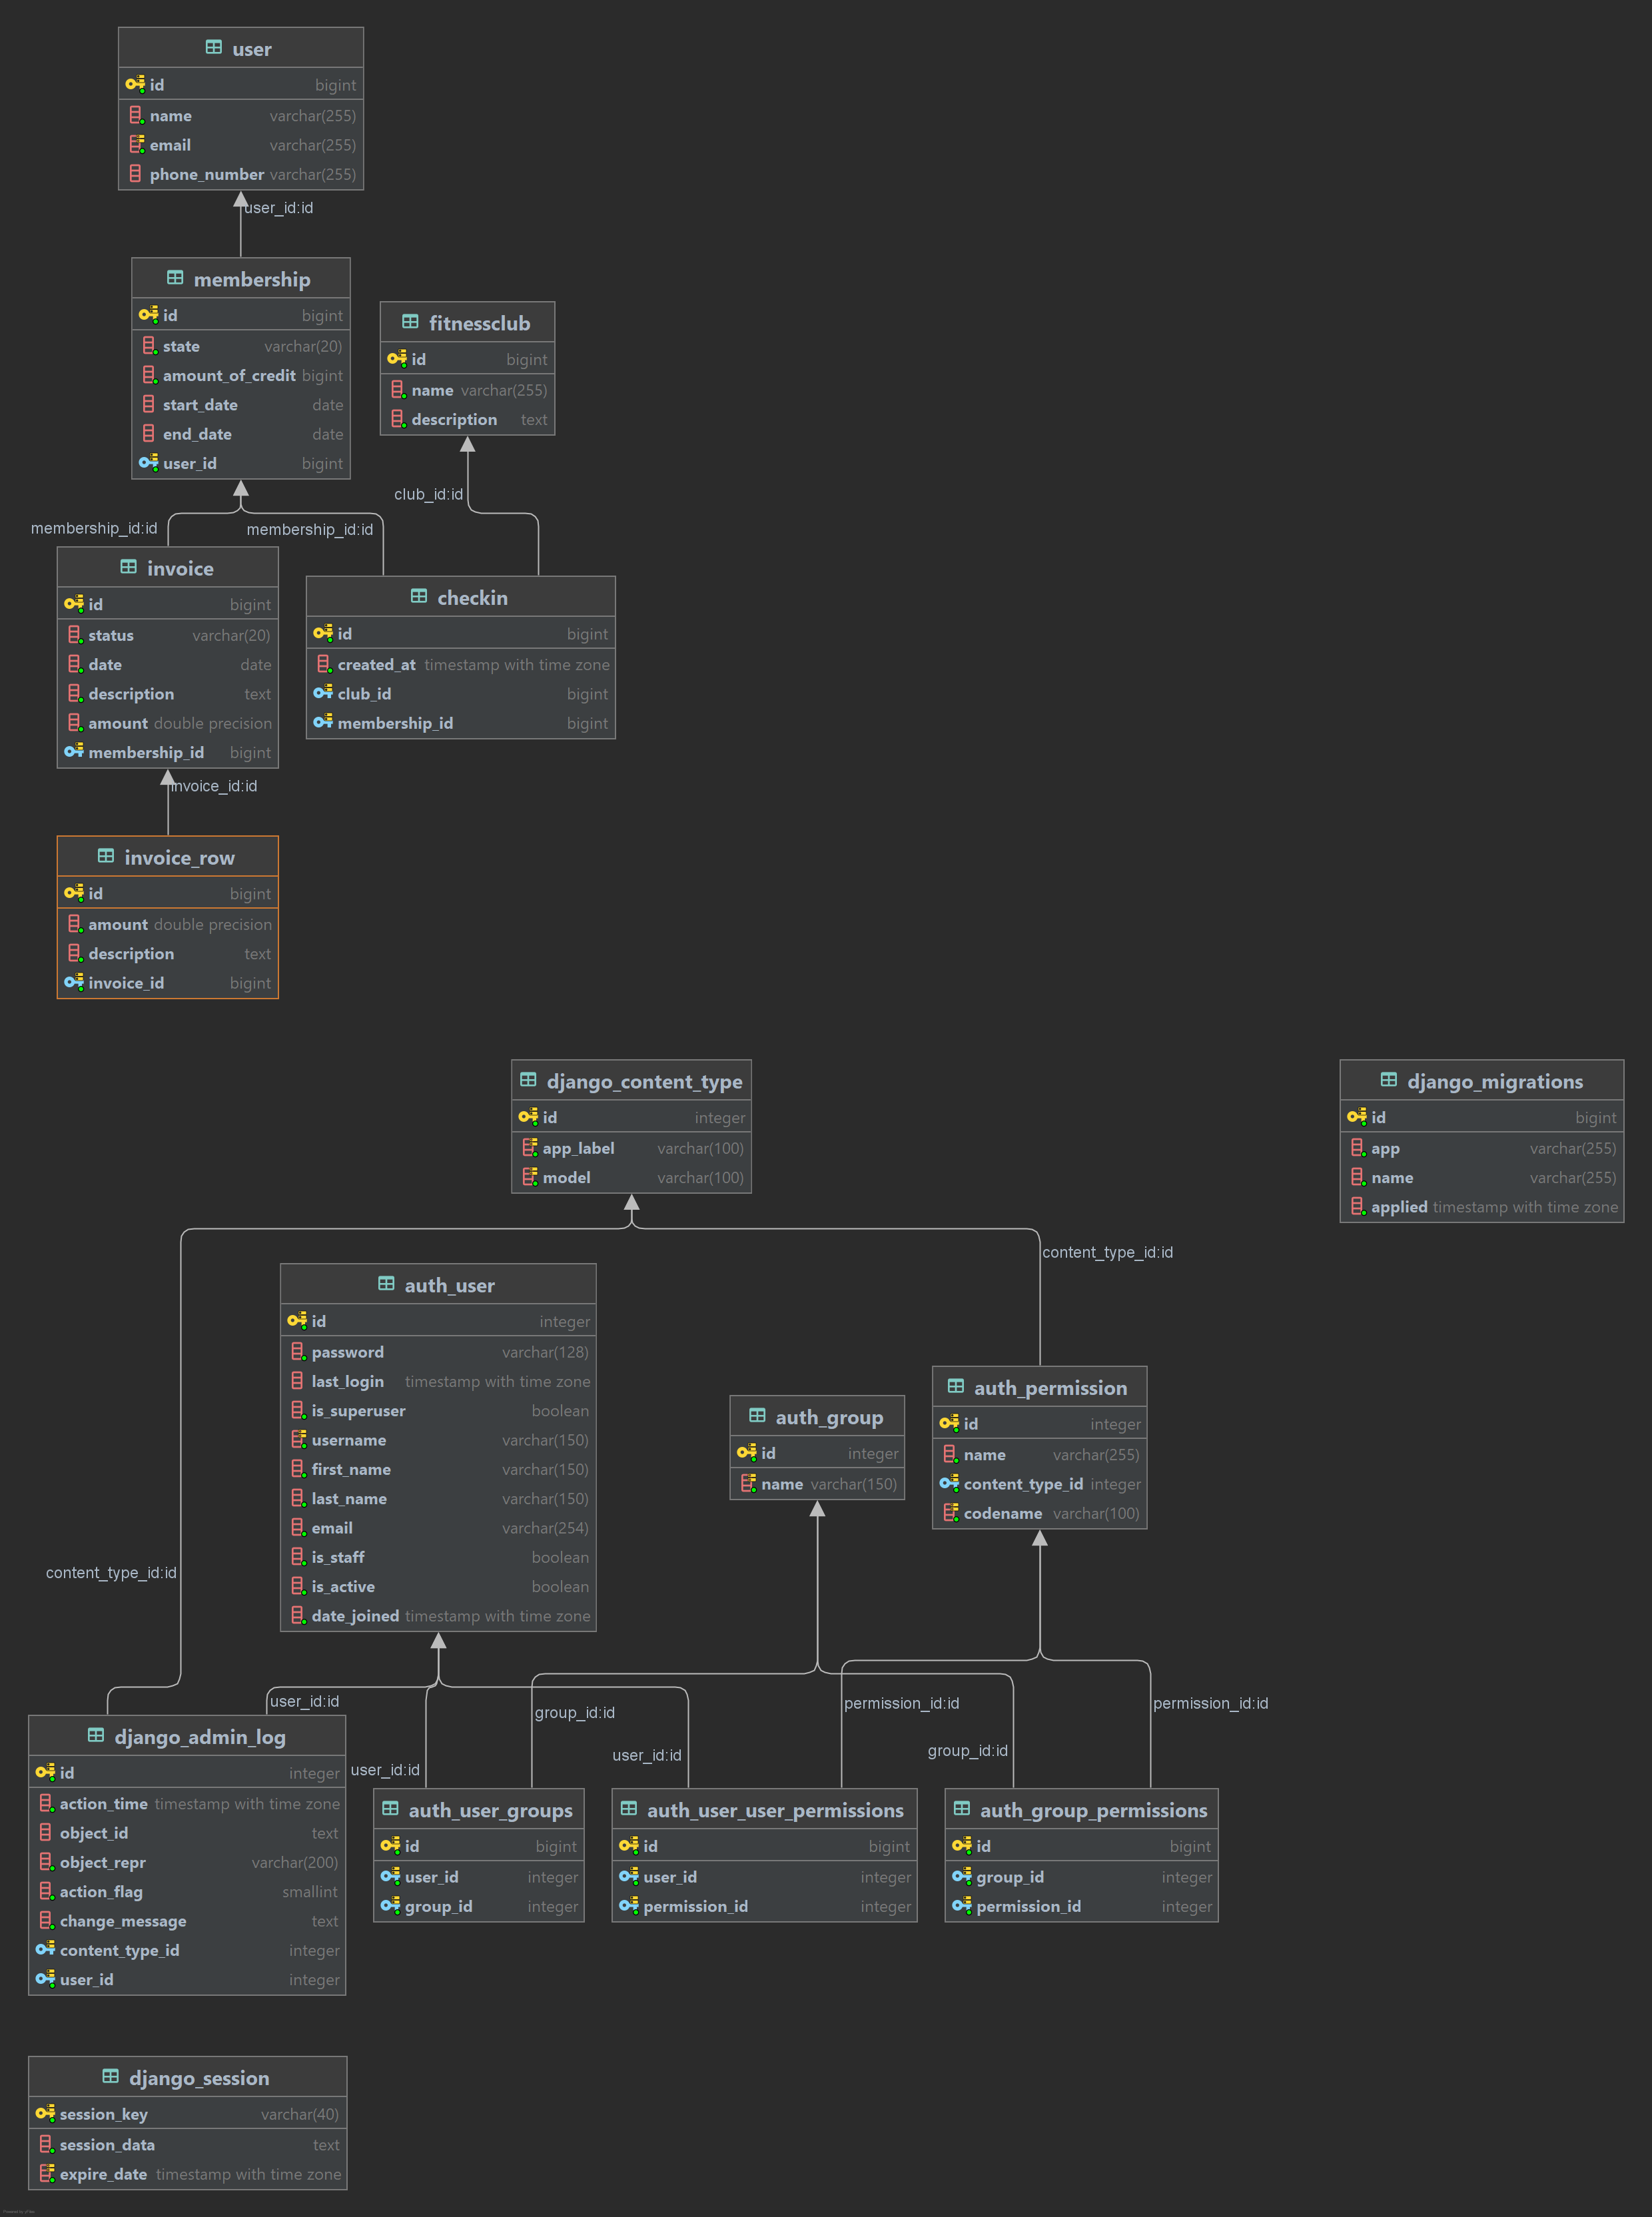 user
id bigint
name varchar(255)
email varchar(255)
phone_number varchar(255)
user_id:id
membership
id bigint
state varchar(20)
amount_of_credit bigint
start_date date
end_date date
user_id bigint
fitnessclub
id bigint
name varchar(255)
description text
club_id:id
membership_id:id
membership_id:id
invoice
id bigint
status varchar(20)
date date
description text
amount double precision
membership_id bigint
checkin
id bigint
created_at timestamp with time zone
club_id bigint
membership_id bigint
invoice_id:id
invoice_row
id bigint
amount double precision
description text
invoice_id bigint
django_content_type
id integer
app_label varchar(100)
model varchar(100)
django_migrations
id bigint
app varchar(255)
name varchar(255)
applied timestamp with time zone
content_type_id:id
auth_user
id integer
password varchar(128)
last_login timestamp with time zone
is_superuser boolean
username varchar(150)
first_name varchar(150)
last_name varchar(150)
email varchar(254)
is_staff boolean
is_active boolean
date_joined timestamp with time zone
auth_group
id integer
name varchar(150)
auth_permission
id integer
name varchar(255)
content_type_id integer
codename varchar(100)
content_type_id:id
user_id:id
group_id:id
permission_id:id
permission_id:id
user_id:id
user_id:id
group_id:id
django_admin_log
id integer
action_time timestamp with time zone
object_id text
object_repr varchar(200)
action_flag smallint
change_message text
content_type_id integer
user_id integer
auth_user_groups
id bigint
user_id integer
group_id integer
auth_user_user_permissions
id bigint
user_id integer
permission_id integer
auth_group_permissions
id bigint
group_id integer
permission_id integer
django_session
session_key varchar(40)
session_data text
expire_date timestamp with time zone